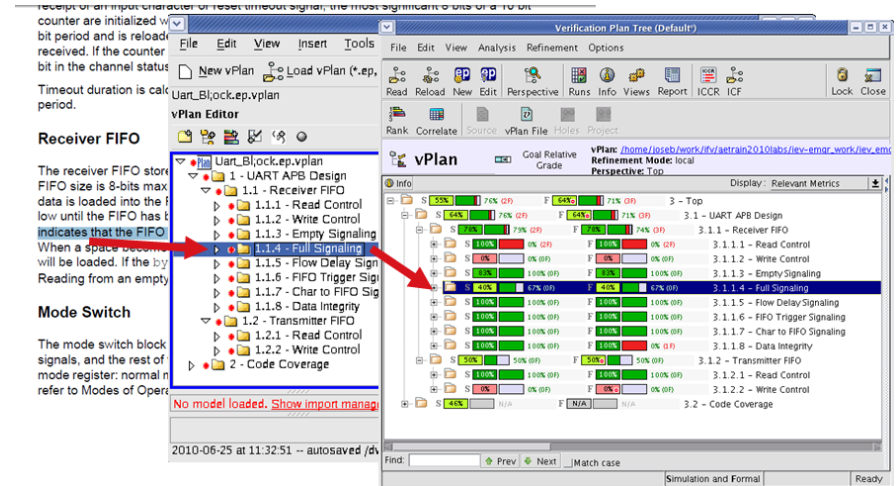 receipt of an input character or reset timeout signal, the most significant 8 bits of a 10 bit
counter are initialized w
bit period and is reloade
received. If the counter
bit in the channel status
Timeout duration is calc
period.
Receiver FIFO
The receiver FIFO store
FIFO size is 8-bits max
data is loaded into the F
low until the FIFO has b
indicates that the FIFO
When a space become
will be loaded. If the by
Reading from an empty
Mode Switch
The mode switch block
signals, and the rest of
mode register: normal m
refer to Modes of Opera
File Edit View Insert Tools
New vPlan Load vPlan (*.ep,
Uart_Bl;ock.ep.vplan
vPlan Editor
Plan Uart_Bl;ock.ep.vplan
1 - UART APB Design
1.1 - Receiver FIFO
1.1.1 - Read Control
1.1.2 - Write Control
1.1.3 - Empty Signaling
1.1.4 - Full Signaling
1.1.5 - Flow Delay Sign
1.1.6 - FIFO Trigger Sig
1.1.7 - Char to FIFO Sig
1.1.8 - Data Integrity
1.2 - Transmitter FIFO
1.2.1 - Read Control
1.2.2 - Write Control
2 - Code Coverage
No model loaded. Show import manag
2010-06-25 at 11:32:51 -- autosaved /dv
Verification Plan Tree (Default*)
File Edit View Analysis Refinement Options
Read Reload New Edit Perspective Runs Info Views Report ICCR ICF Lock Close
Rank Correlate Source vPlan File Holes Project
vPlan Goal Relative Grade
vPlan: /home/joseb/work/ifv/aetrain2010labs/iev-emgr_work/iev_emg
Refinement Mode: local
Perspective: Top
Info Display: Relevant Metrics
S 55% 76% (2F) F 64% 71% (3F) 3 - Top
S 64% 76% (2F) F 64% 71% (3F) 3.1 - UART APB Design
S 78% 79% (2F) F 78% 74% (3F) 3.1.1 - Receiver FIFO
S 100% 0% (2F) F 100% 0% (2F) 3.1.1.1 - Read Control
S 0% 0% (0F) F 0% 0% (0F) 3.1.1.2 - Write Control
S 83% 100% (0F) F 83% 100% (0F) 3.1.1.3 - Empty Signaling
S 40% 67% (0F) F 40% 67% (0F) 3.1.1.4 - Full Signaling
S 100% 100% (0F) F 100% 100% (0F) 3.1.1.5 - Flow Delay Signaling
S 100% 100% (0F) F 100% 100% (0F) 3.1.1.6 - FIFO Trigger Signaling
S 100% 100% (0F) F 100% 100% (0F) 3.1.1.7 - Char to FIFO Signaling
S 100% 100% (0F) F 100% 0% (1F) 3.1.1.8 - Data Integrity
S 50% 50% (0F) F 50% 50% (0F) 3.1.2 - Transmitter FIFO
S 100% 100% (0F) F 100% 100% (0F) 3.1.2.1 - Read Control
S 0% 0% (0F) F 0% 0% (0F) 3.1.2.2 - Write Control
S 46% N/A F N/A N/A 3.2 - Code Coverage
Find: Prev Next Match case
Simulation and Formal Ready